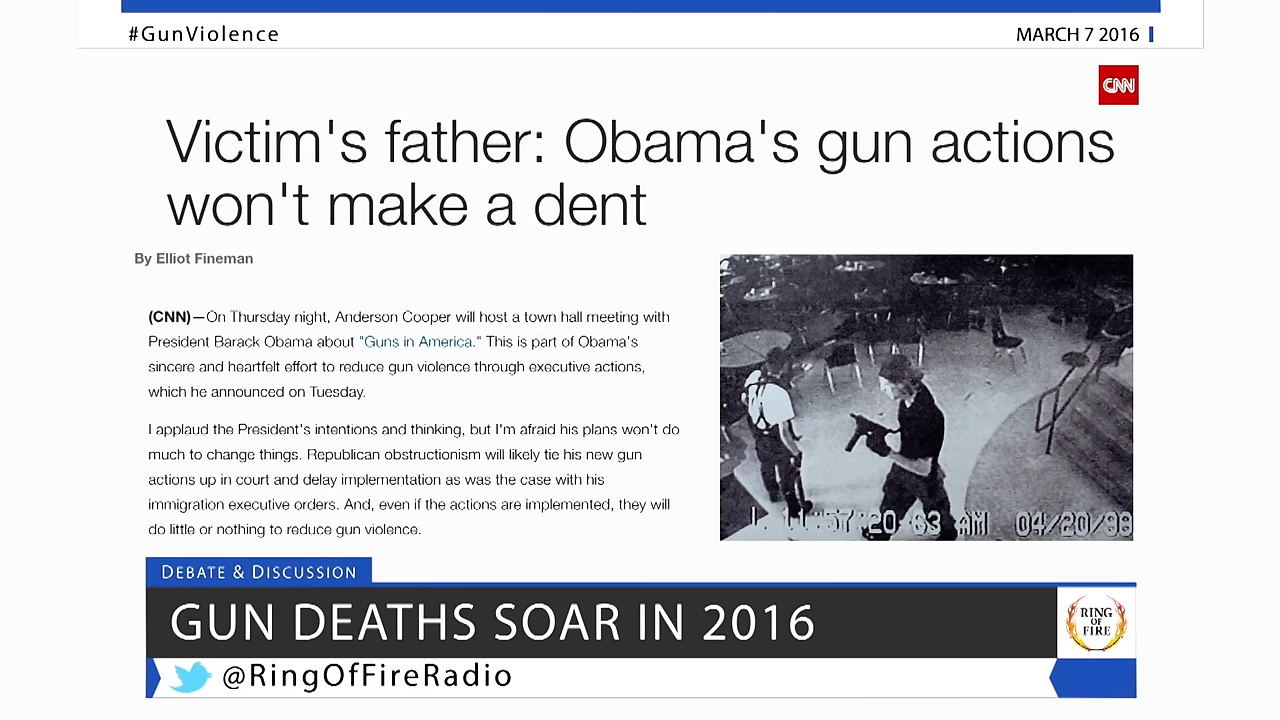 #GunViolence
MARCH 7 2016
CNN
Victim's father: Obama's gun actions
won't make a dent
By Elliot Fineman
(CNN)—On Thursday night, Anderson Cooper will host a town hall meeting with
President Barack Obama about "Guns in America." This is part of Obama's
sincere and heartfelt effort to reduce gun violence through executive actions,
which he announced on Tuesday.
I applaud the President's intentions and thinking, but I'm afraid his plans won't do
much to change things. Republican obstructionism will likely tie his new gun
actions up in court and delay implementation as was the case with his
immigration executive orders. And, even if the actions are implemented, they will
do little or nothing to reduce gun violence.
AM 04/20/99
DEBATE & DISCUSSION
GUN DEATHS SOAR IN 2016
RING
OF
FIRE
@RingOfFireRadio